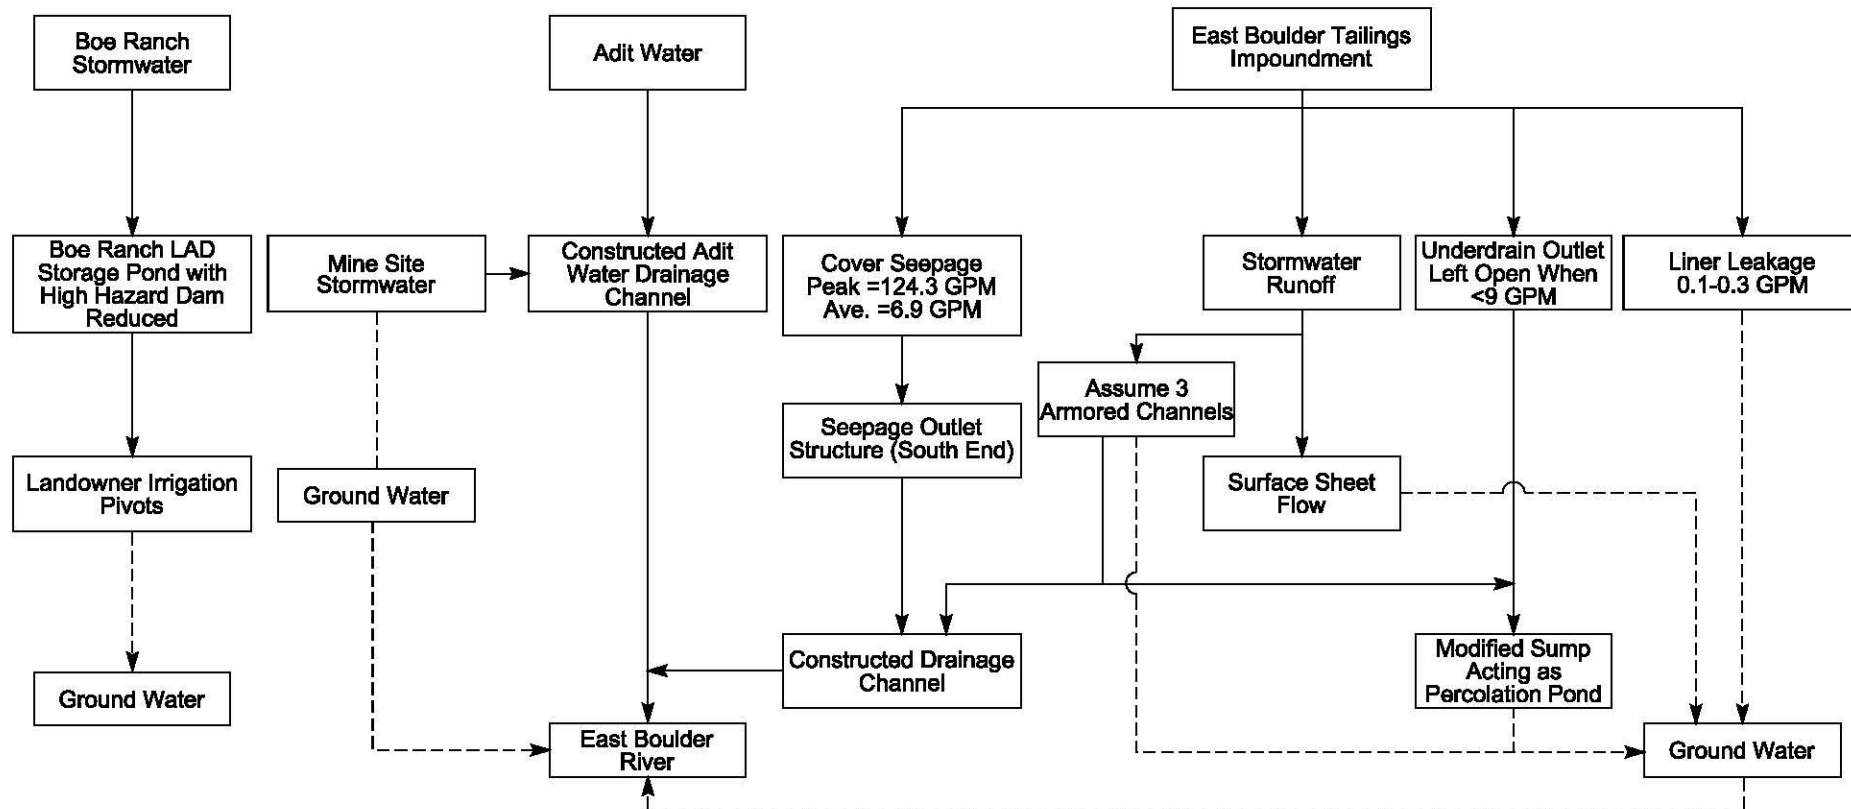 Boe Ranch
Stormwater
Adit Water
East Boulder Tailings
Impoundment
Boe Ranch LAD
Storage Pond with
High Hazard Dam
Reduced
Mine Site
Stormwater
Constructed Adit
Water Drainage
Channel
Cover Seepage
Peak =124.3 GPM
Ave. =6.9 GPM
Stormwater
Runoff
Underdrain Outlet
Left Open When
<9 GPM
Liner Leakage
0.1-0.3 GPM
Assume 3
Armored Channels
Seepage Outlet
Structure (South End)
Landowner Irrigation
Pivots
Ground Water
Surface Sheet
Flow
Ground Water
Constructed Drainage
Channel
Modified Sump
Acting as
Percolation Pond
East Boulder
River
Ground Water